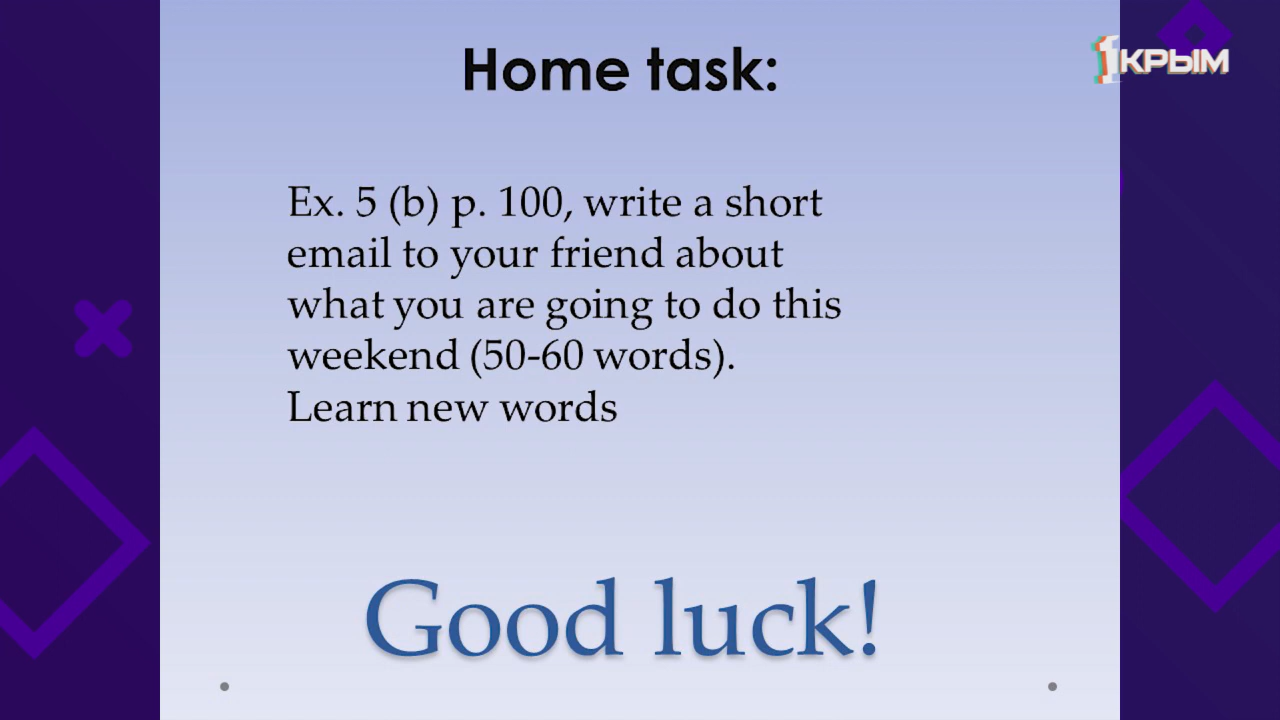 Home task:
1КРЫМ
Ex. 5 (b) p. 100, write a short
email to your friend about
what you are going to do this
weekend (50-60 words).
Learn new words
Good luck!